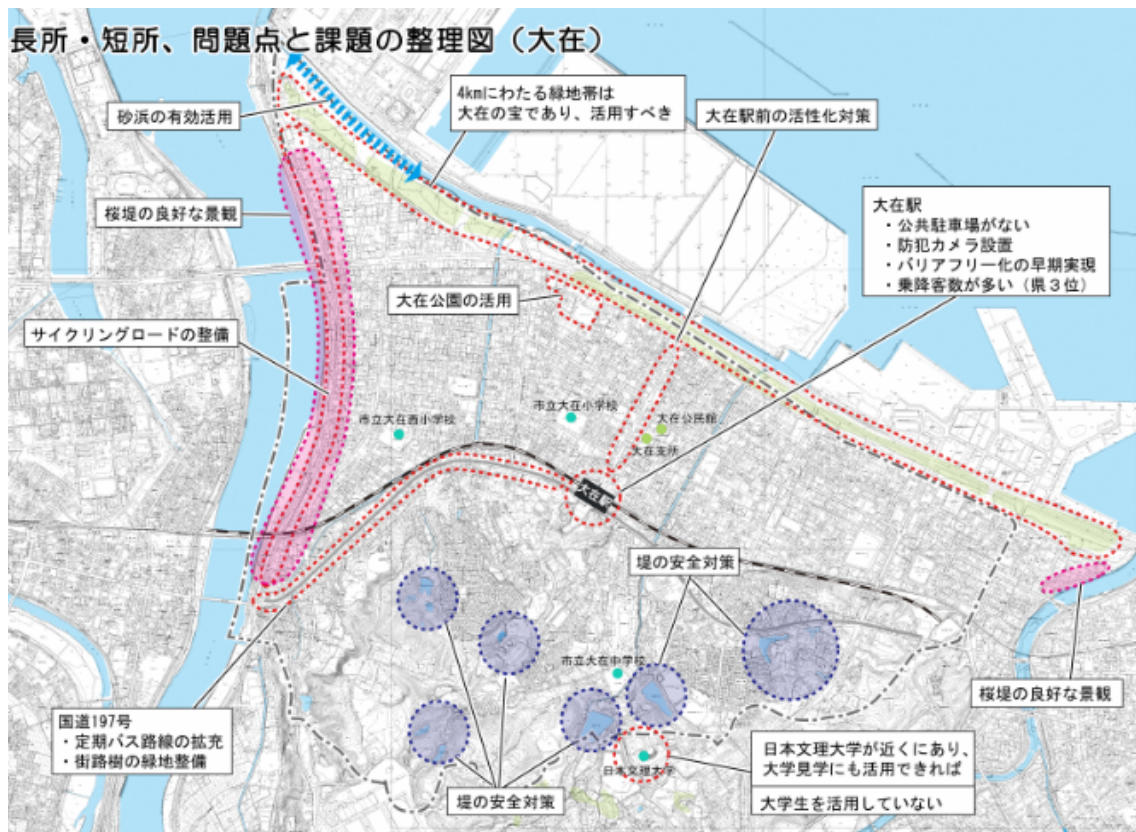 長所・短所、問題点と課題の整理図（大在）
砂浜の有効活用
4kmにわたる緑地帯は
大在の宝であり、活用すべき
大在駅前の活性化対策
桜堤の良好な景観
大在駅
・公共駐車場がない
・防犯カメラ設置
・バリアフリー化の早期実現
・乗降客数が多い（県３位）
大在公園の活用
サイクリングロードの整備
市立大在西小学校
市立大在小学校
大在公民館
大在支所
大在駅
堤の安全対策
市立大在中学校
桜堤の良好な景観
国道197号
・定期バス路線の拡充
・街路樹の緑地整備
日本文理大学
日本文理大学が近くにあり、
大学見学にも活用できれば
大学生を活用していない
堤の安全対策